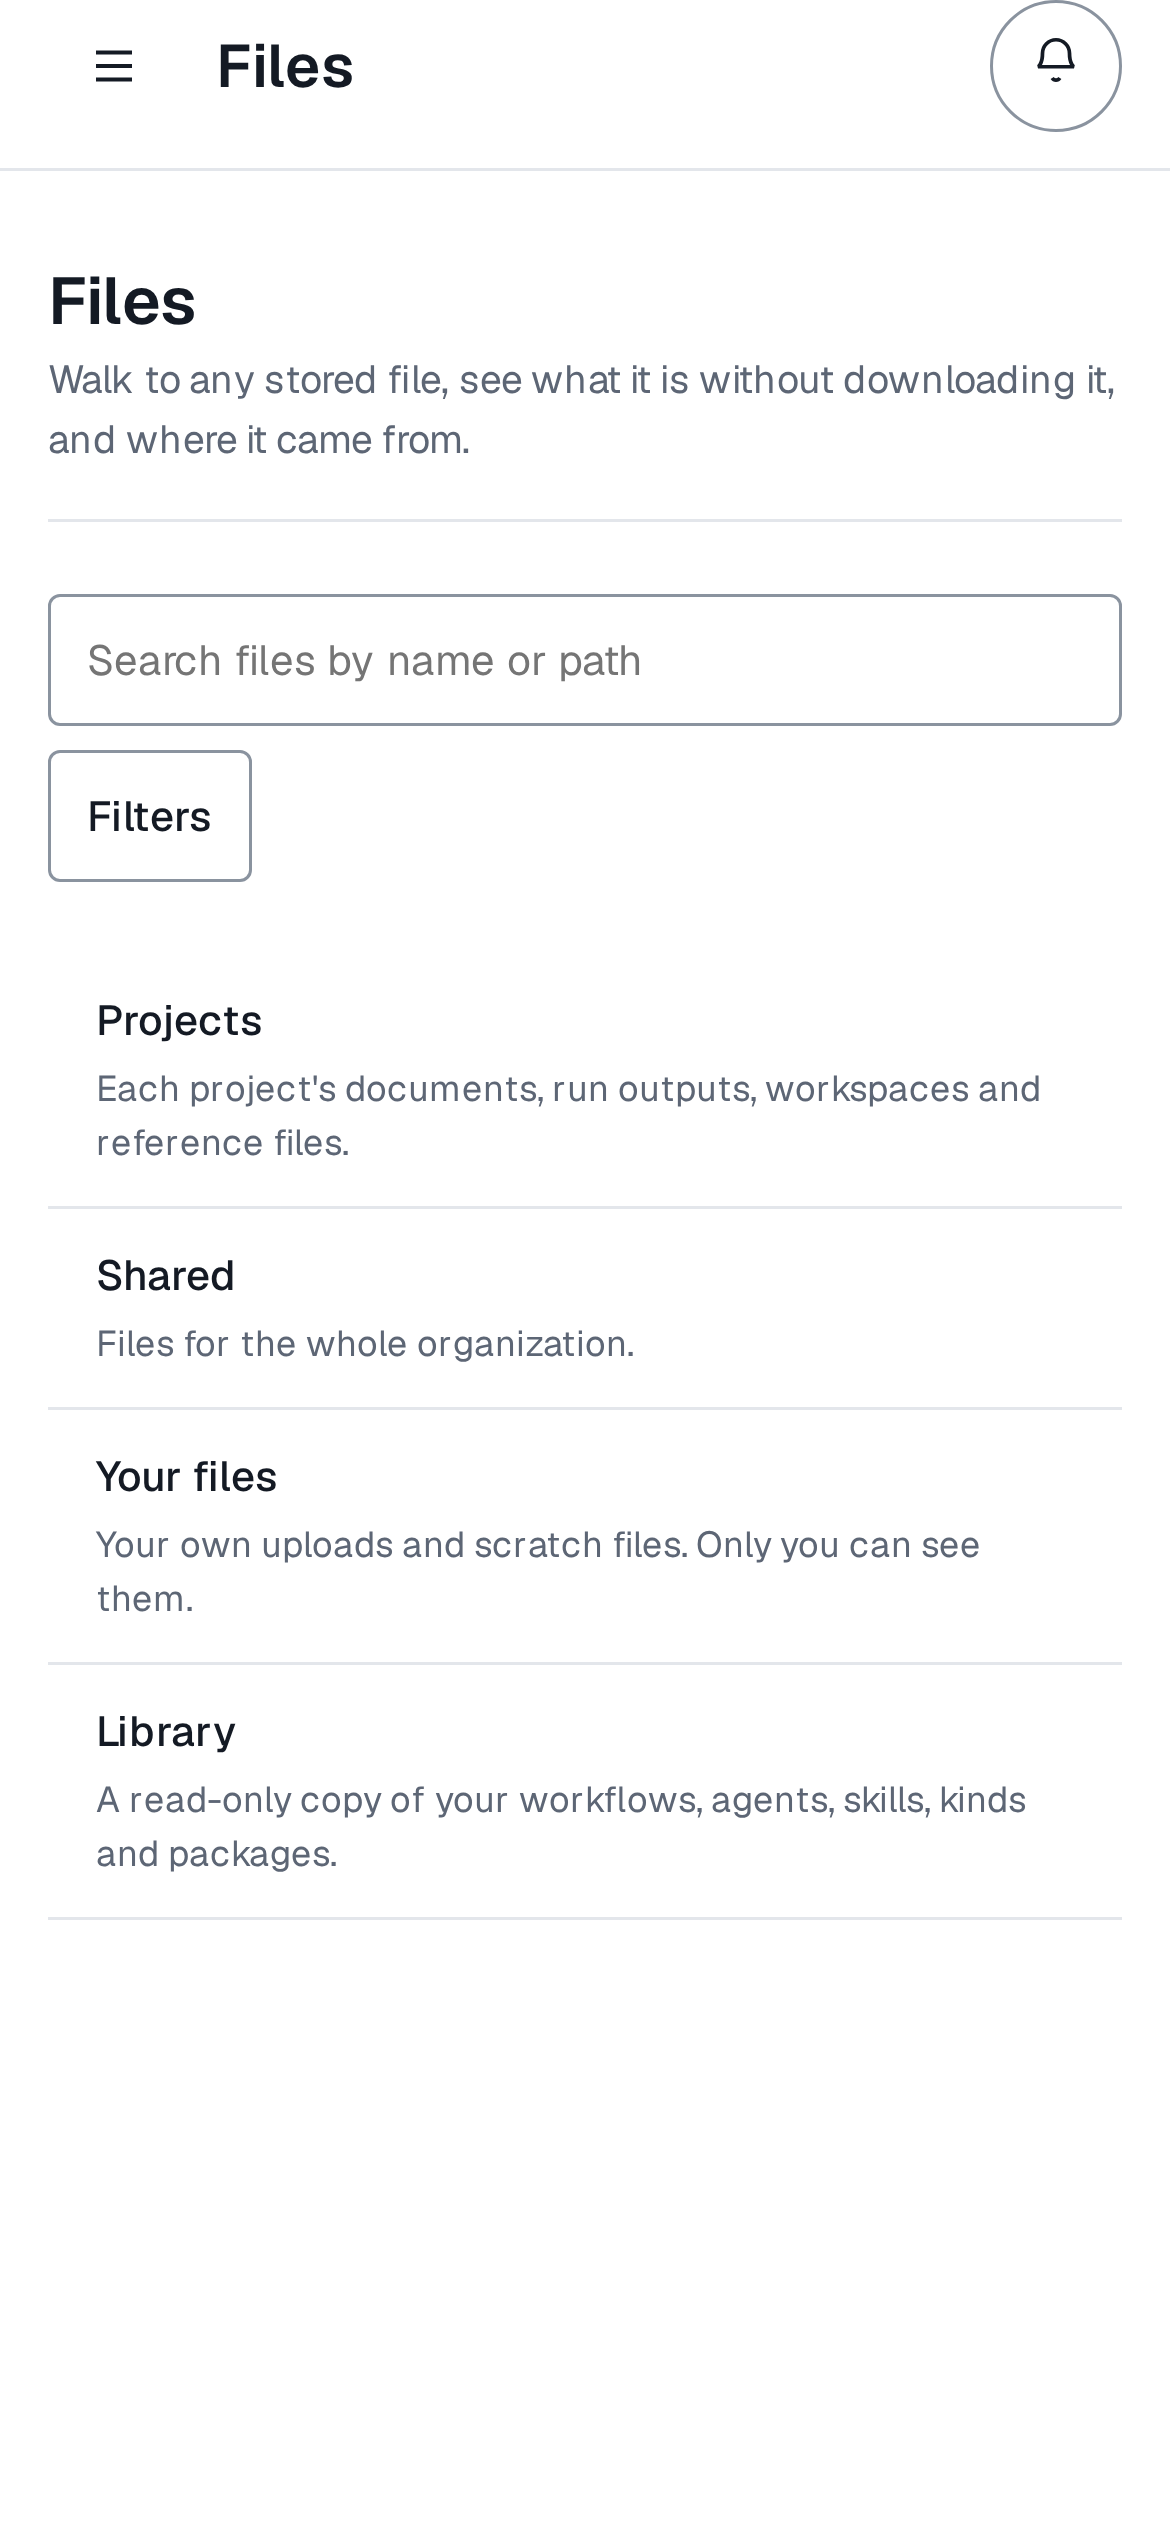 Files
Files
Walk to any stored file, see what it is without downloading it,
and where it came from.
Search files by name or path
Filters
Projects
Each project's documents, run outputs, workspaces and
reference files.
Shared
Files for the whole organization.
Your files
Your own uploads and scratch files. Only you can see
them.
Library
A read-only copy of your workflows, agents, skills, kinds
and packages.